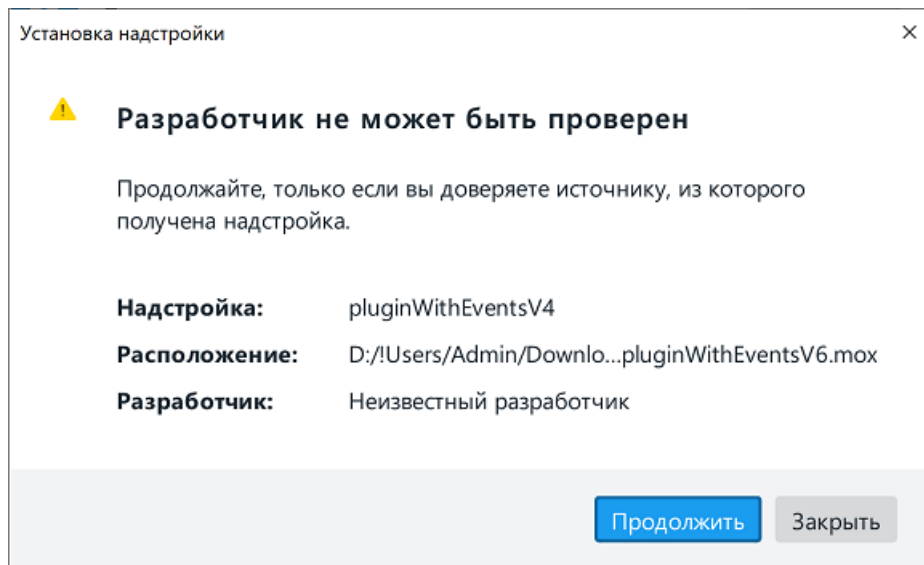 Установка надстройки
Разработчик не может быть проверен
Продолжайте, только если вы доверяете источнику, из которого
получена надстройка.
Надстройка: pluginWithEventsV4
Расположение: D:/!Users/Admin/Downlo...pluginWithEventsV6.mox
Разработчик: Неизвестный разработчик
Продолжить Закрыть